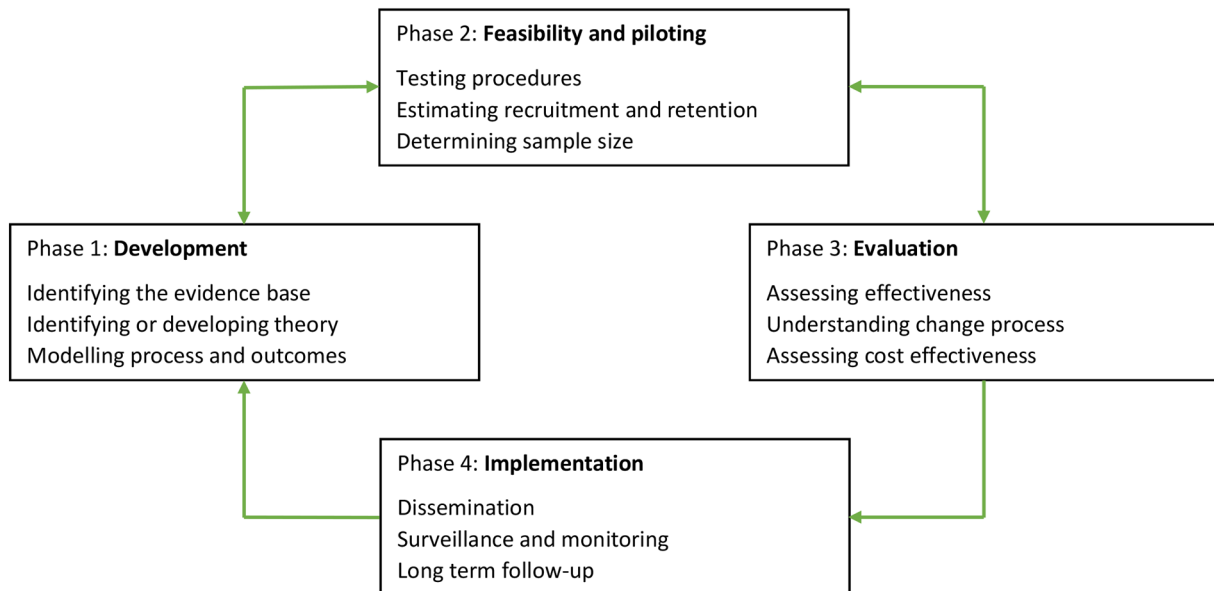 Phase 2: Feasibility and piloting
Testing procedures
Estimating recruitment and retention
Determining sample size
Phase 1: Development
Identifying the evidence base
Identifying or developing theory
Modelling process and outcomes
Phase 3: Evaluation
Assessing effectiveness
Understanding change process
Assessing cost effectiveness
Phase 4: Implementation
Dissemination
Surveillance and monitoring
Long term follow-up